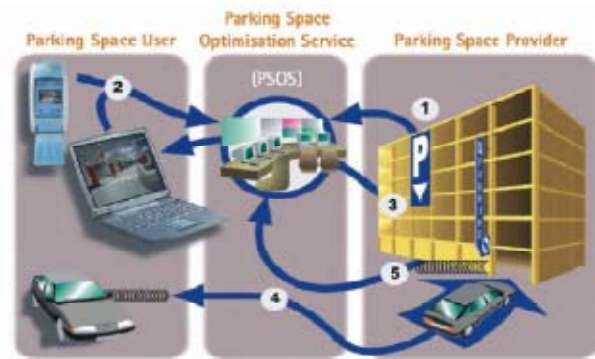 Parking Space User
Parking Space
Optimisation Service
Parking Space Provider
(PSOS)
2
1
P
3
5
4